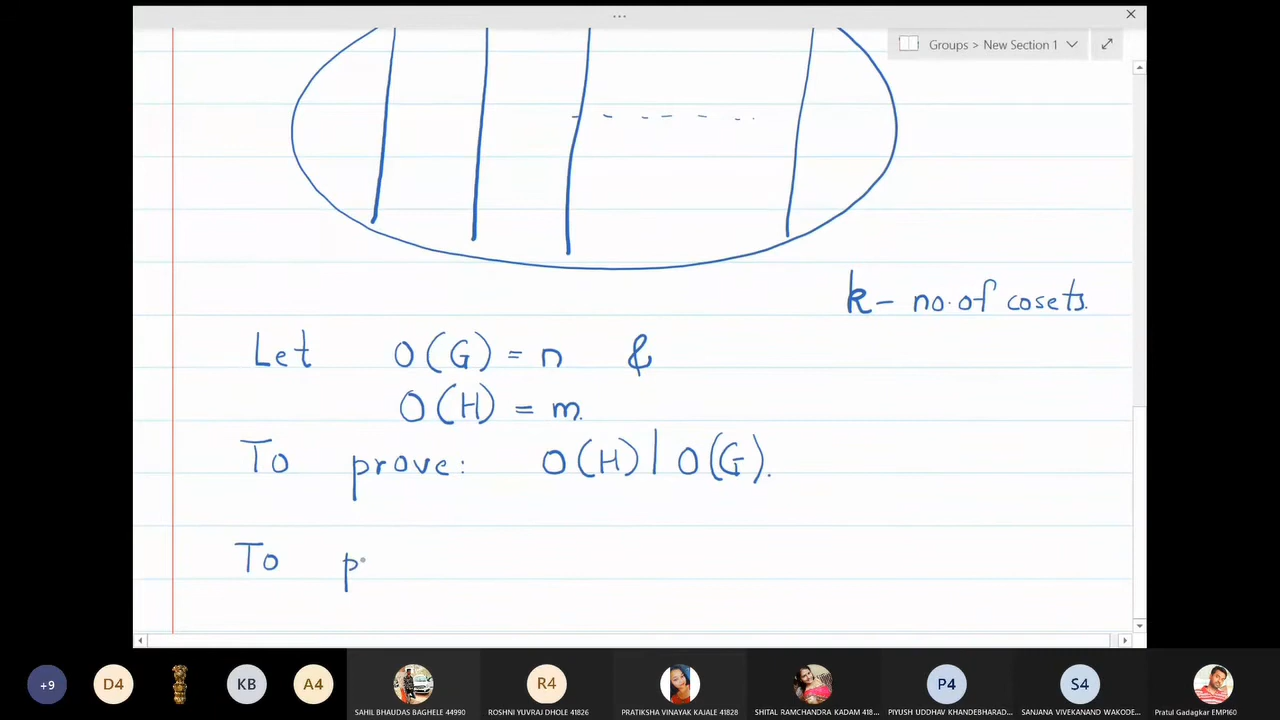 Groups > New Section 1
k - no. of cosets.
Let O(G) = n &
O(H) = m.
To prove: O(H) | O(G).
To p
+9
D4
KB
A4
R4
P4
S4
SAHIL BHAUDAS BAGHELE 44990
ROSHNI YUVRAJ DHOLE 41826
PRATIKSHA VINAYAK KAJALE 41828
SHITAL RAMCHANDRA KADAM 418...
PIYUSH UDDHAV KHANDEBHARAD...
SANJANA VIVEKANAND WAKODE...
Pratul Gadagkar EMP160